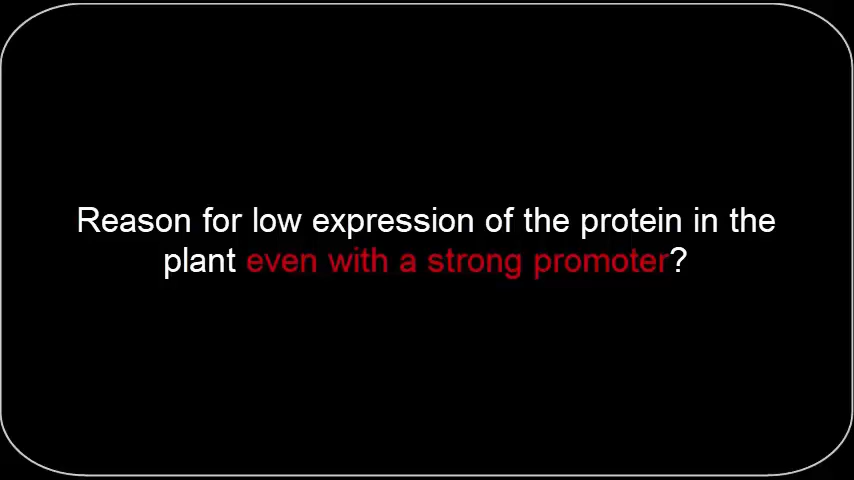 Reason for low expression of the protein in the
plant even with a strong promoter?